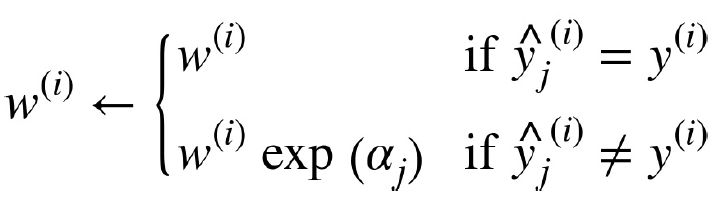 w^{(i)} ← { w^{(i)} if ŷ_j^{(i)} = y^{(i)}
w^{(i)} exp (α_j) if ŷ_j^{(i)} ≠ y^{(i)}